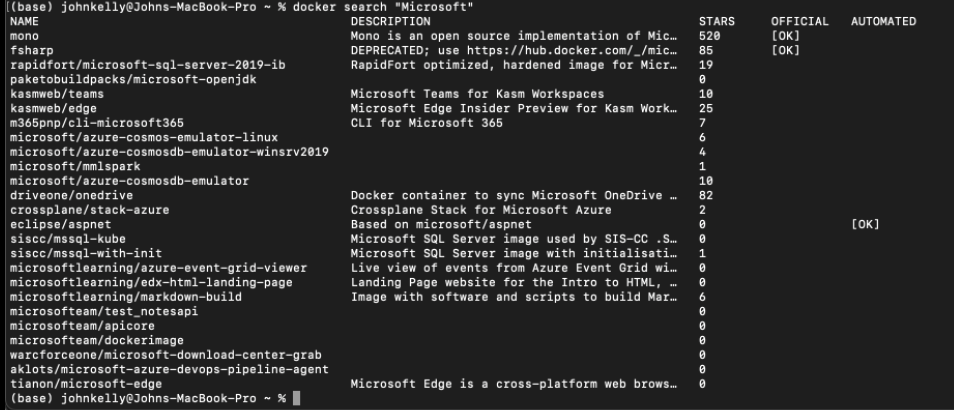 [(base) johnkelly@Johns-MacBook-Pro ~ % docker search "Microsoft"
NAME DESCRIPTION STARS OFFICIAL AUTOMATED
mono Mono is an open source implementation of Mic… 520 [OK]
fsharp DEPRECATED; use https://hub.docker.com/_/mic… 85 [OK]
rapidfort/microsoft-sql-server-2019-ib RapidFort optimized, hardened image for Micr… 19
paketobuildpacks/microsoft-openjdk 0
kasmweb/teams Microsoft Teams for Kasm Workspaces 10
kasmweb/edge Microsoft Edge Insider Preview for Kasm Work… 25
m365pnp/cli-microsoft365 CLI for Microsoft 365 7
microsoft/azure-cosmos-emulator-linux 6
microsoft/azure-cosmosdb-emulator-winsrv2019 4
microsoft/mmlspark 1
microsoft/azure-cosmosdb-emulator 10
driveone/onedrive Docker container to sync Microsoft OneDrive … 82
crossplane/stack-azure Crossplane Stack for Microsoft Azure 2
eclipse/aspnet Based on microsoft/aspnet 0 [OK]
siscc/mssql-kube Microsoft SQL Server image used by SIS-CC .S… 0
siscc/mssql-with-init Microsoft SQL Server image with initialisati… 1
microsoftlearning/azure-event-grid-viewer Live view of events from Azure Event Grid wi… 0
microsoftlearning/edx-html-landing-page Landing Page website for the Intro to HTML, … 0
microsoftlearning/markdown-build Image with software and scripts to build Mar… 6
microsofteam/test_notesapi 0
microsofteam/apicore 0
microsofteam/dockerimage 0
warcforceone/microsoft-download-center-grab 0
aklots/microsoft-azure-devops-pipeline-agent 0
tianon/microsoft-edge Microsoft Edge is a cross-platform web brows… 0
(base) johnkelly@Johns-MacBook-Pro ~ %